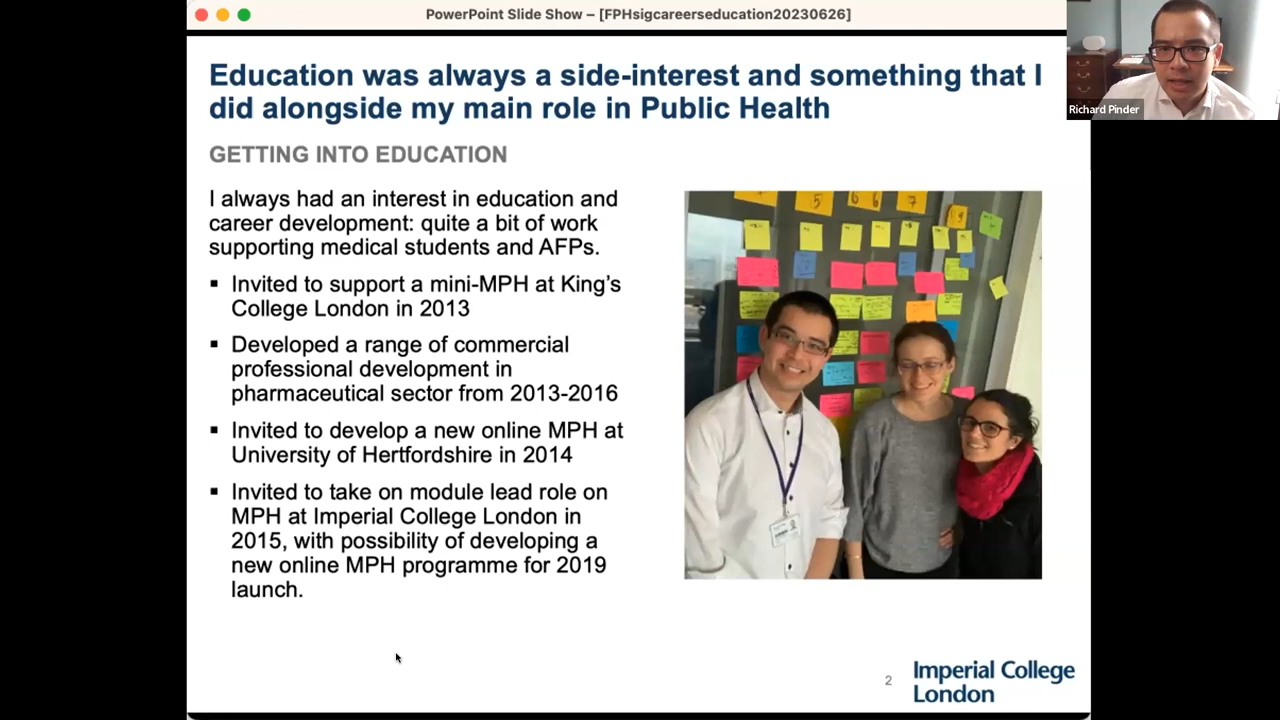 PowerPoint Slide Show – [FPHsigcareerseducation20230626]
Richard Pinder
Education was always a side-interest and something that I
did alongside my main role in Public Health
GETTING INTO EDUCATION
I always had an interest in education and
career development: quite a bit of work
supporting medical students and AFPs.
▪ Invited to support a mini-MPH at King’s
College London in 2013
▪ Developed a range of commercial
professional development in
pharmaceutical sector from 2013-2016
▪ Invited to develop a new online MPH at
University of Hertfordshire in 2014
▪ Invited to take on module lead role on
MPH at Imperial College London in
2015, with possibility of developing a
new online MPH programme for 2019
launch.
5
6
7
2
Imperial College
London